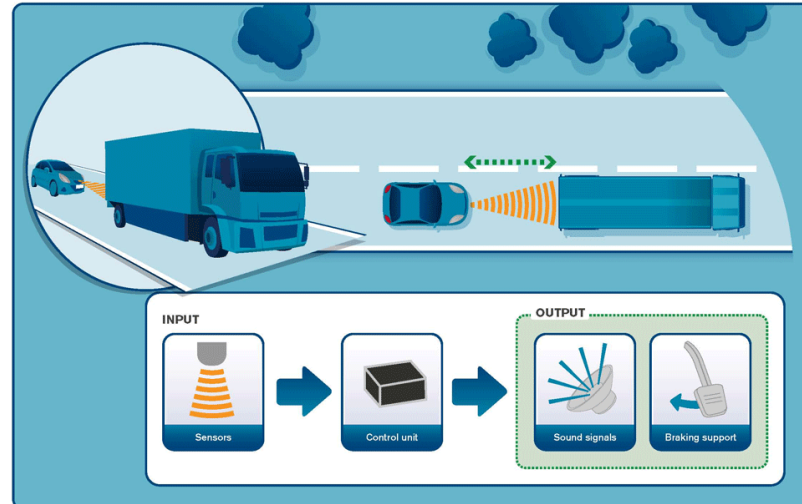 INPUT
OUTPUT
Sensors
Control unit
Sound signals
Braking support